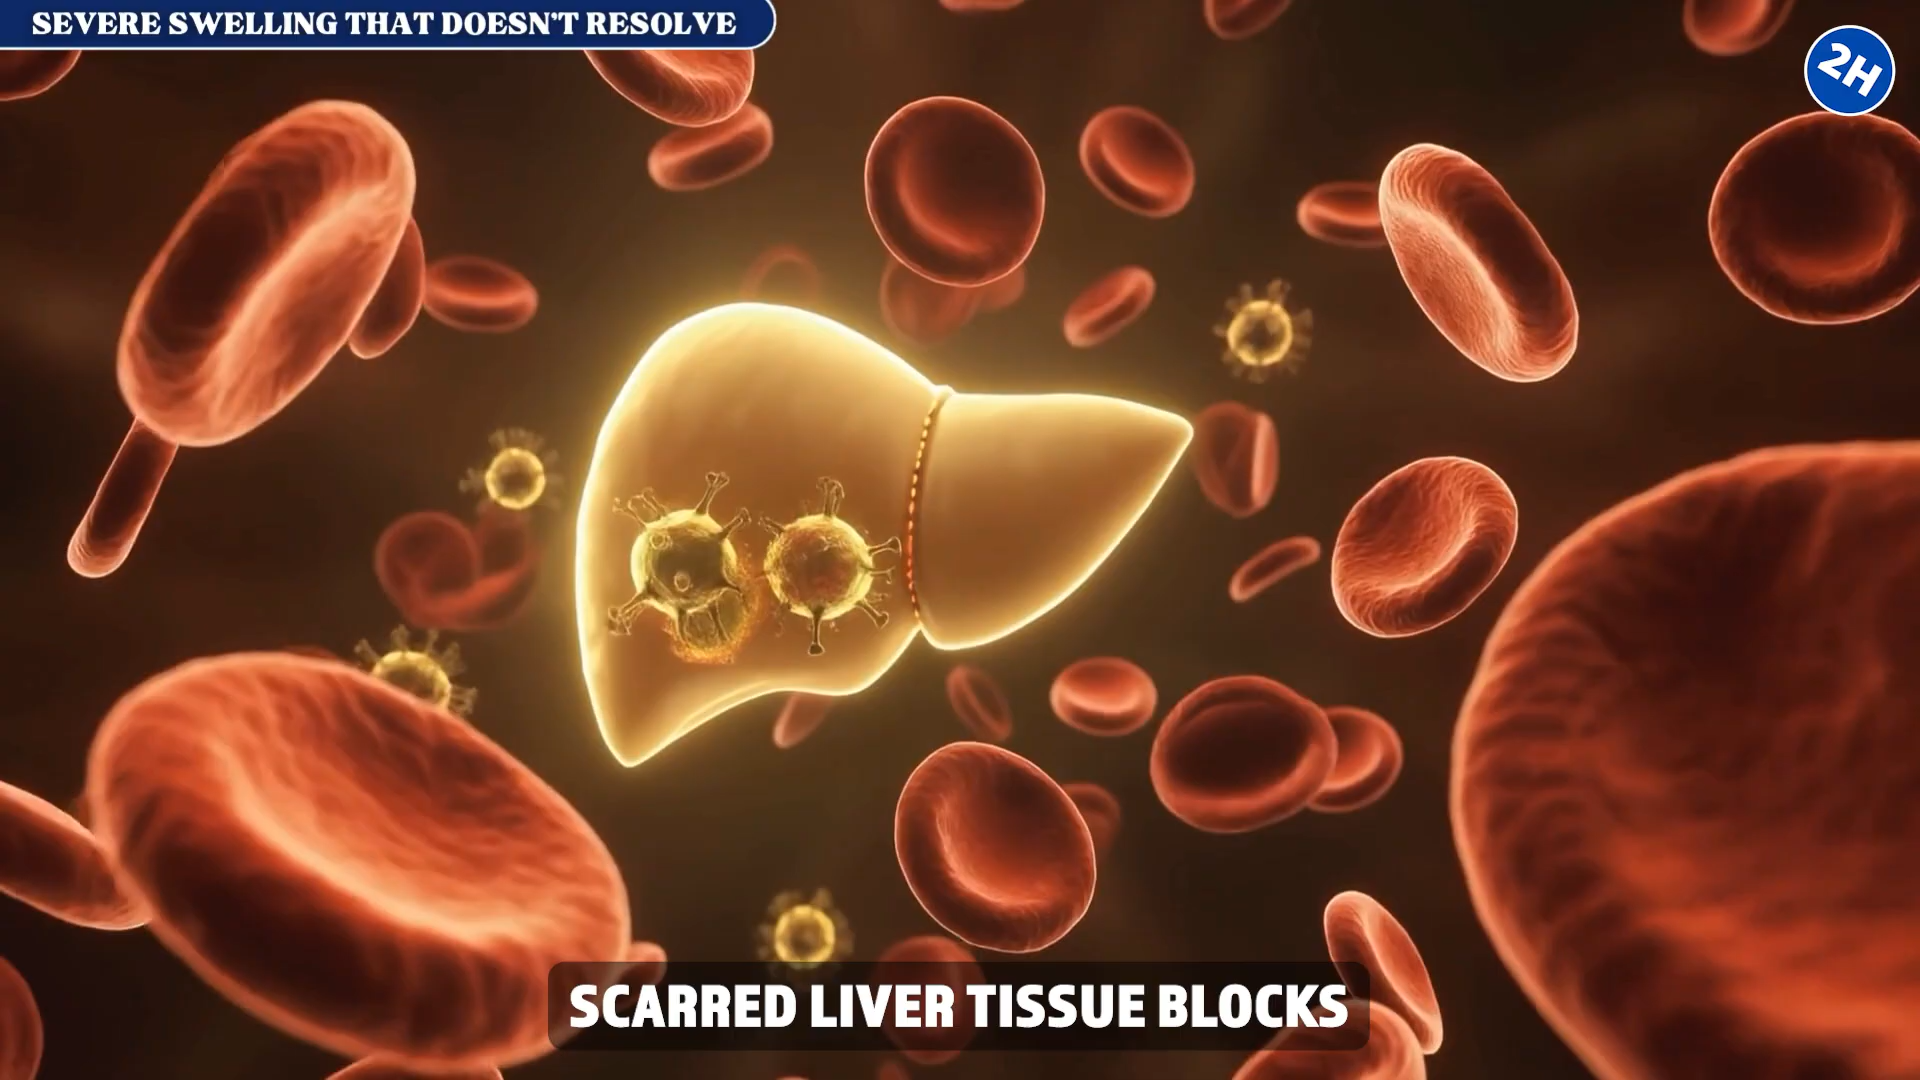 SEVERE SWELLING THAT DOESN'T RESOLVE
2H
SCARRED LIVER TISSUE BLOCKS